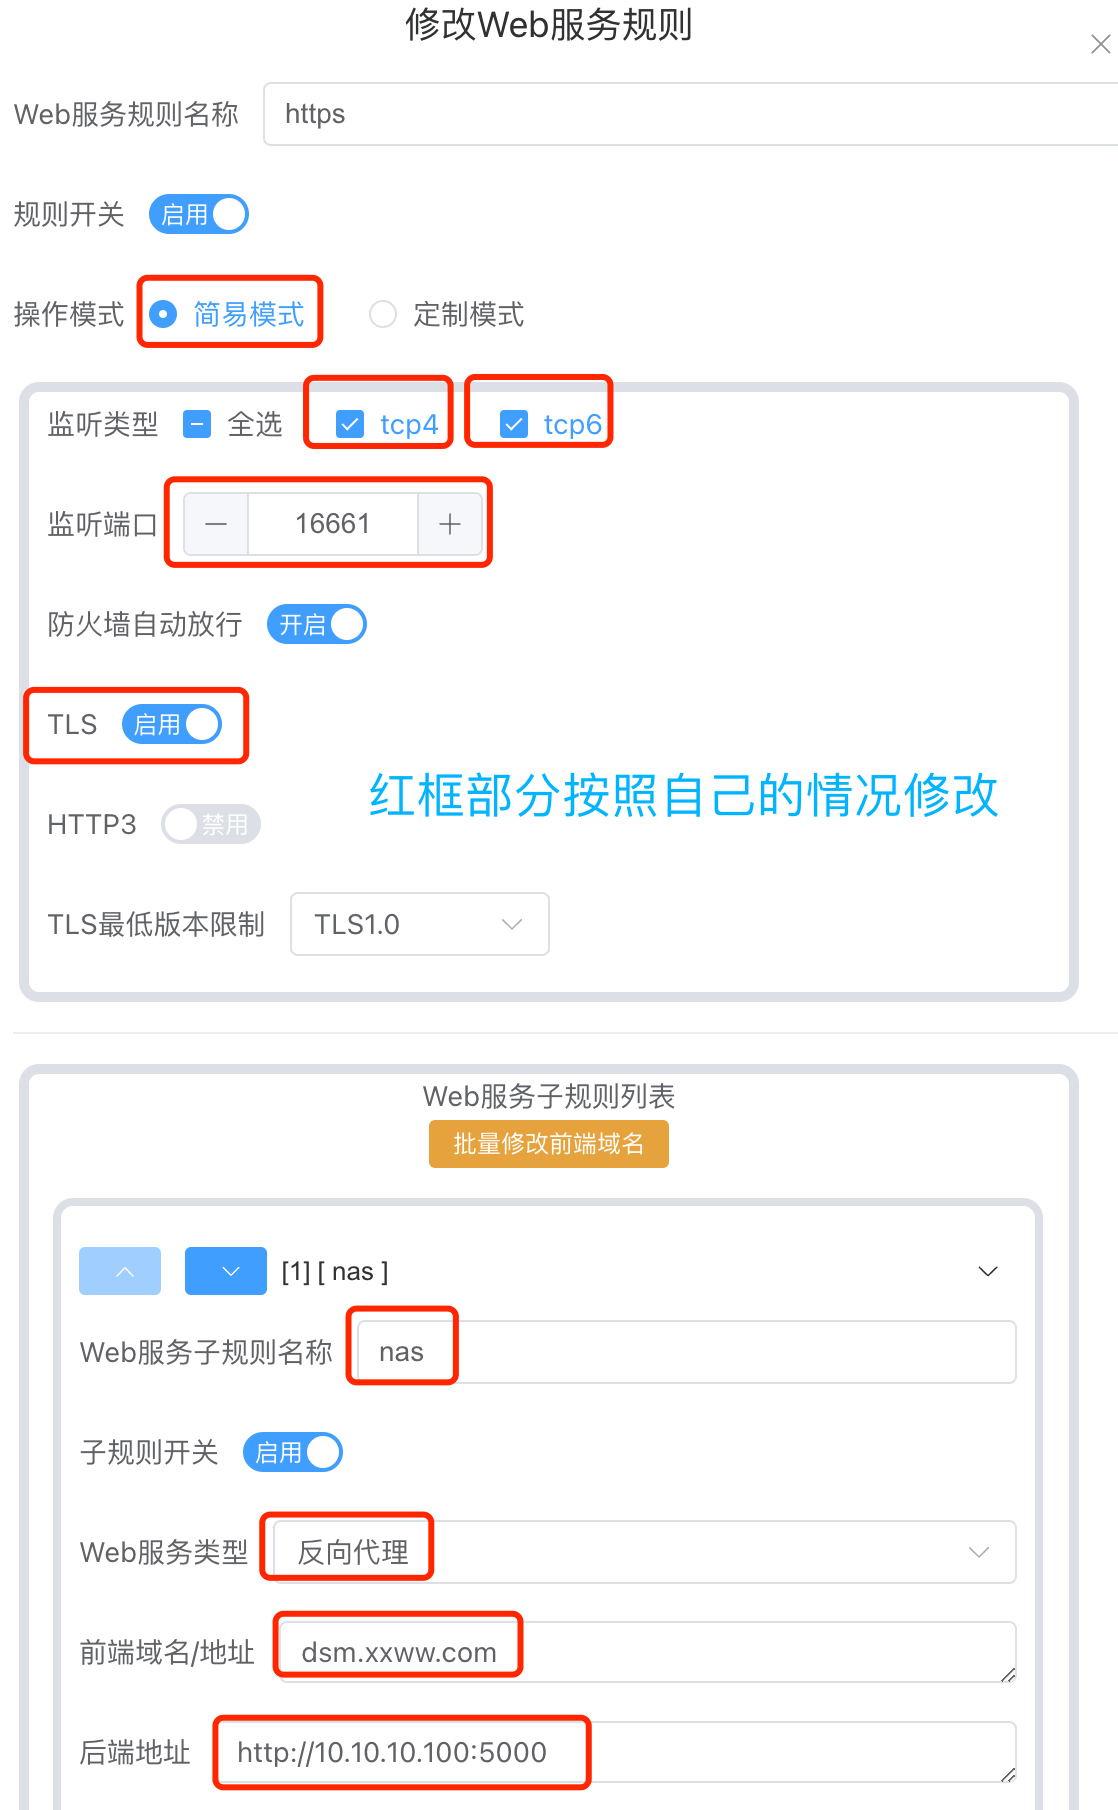 修改Web服务规则
Web服务规则名称 https
规则开关 启用
操作模式 简易模式 定制模式
监听类型 全选 tcp4 tcp6
监听端口 16661
防火墙自动放行 开启
TLS 启用
红框部分按照自己的情况修改
HTTP3 禁用
TLS最低版本限制 TLS1.0
Web服务子规则列表
批量修改前端域名
[1] [ nas ]
Web服务子规则名称 nas
子规则开关 启用
Web服务类型 反向代理
前端域名/地址 dsm.xxww.com
后端地址 http://10.10.10.100:5000